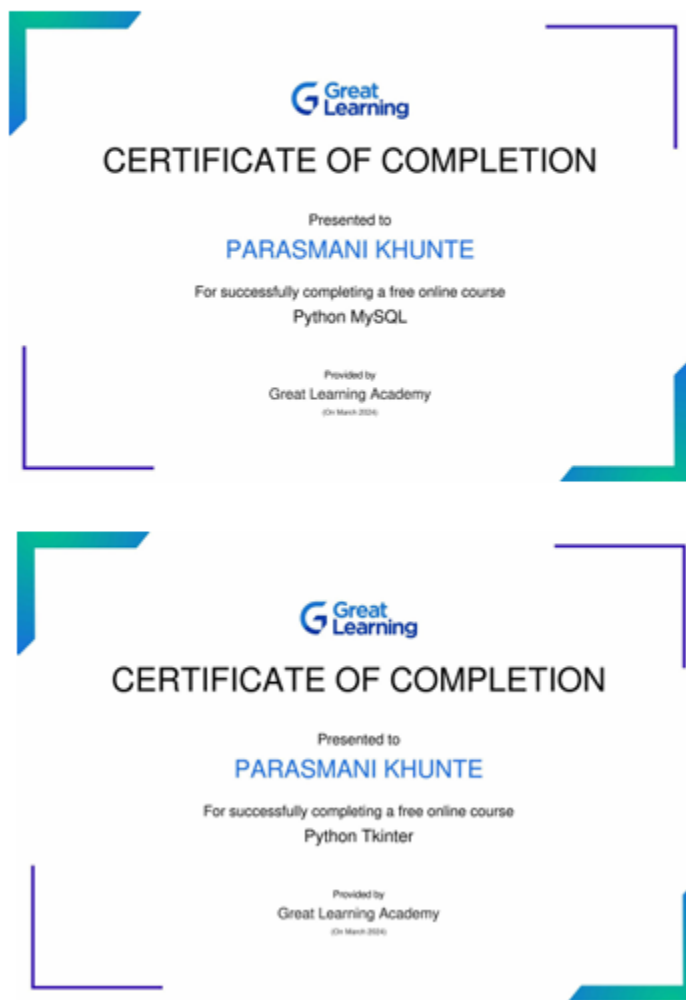 Great
Learning
CERTIFICATE OF COMPLETION
Presented to
PARASMANI KHUNTE
For successfully completing a free online course
Python MySQL
Provided by
Great Learning Academy
(On March 2024)
Great
Learning
CERTIFICATE OF COMPLETION
Presented to
PARASMANI KHUNTE
For successfully completing a free online course
Python Tkinter
Provided by
Great Learning Academy
(On March 2024)